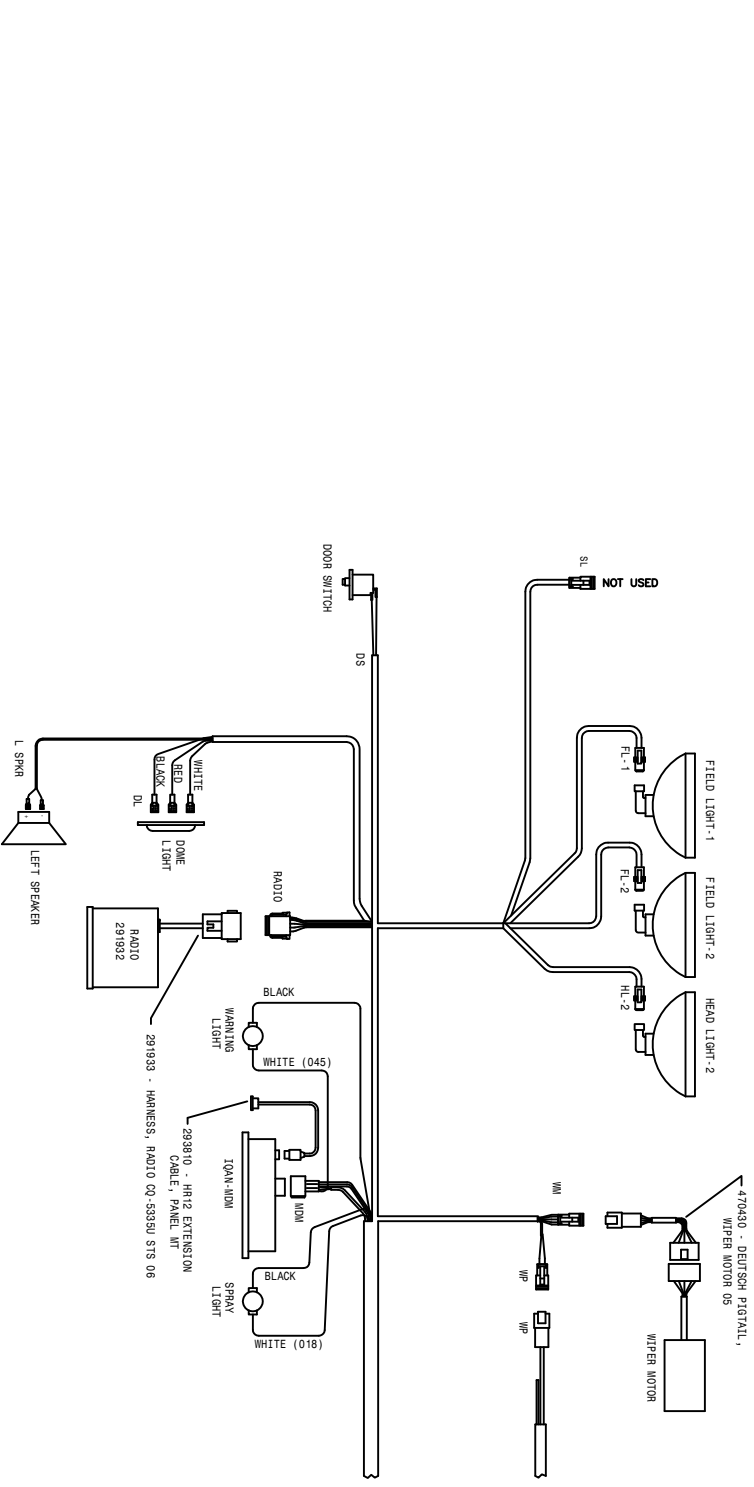 SL
NOT USED
DOOR SWITCH
DS
FL-1
FIELD LIGHT-1
FL-2
FIELD LIGHT-2
HL-2
HEAD LIGHT-2
L SPKR
LEFT SPEAKER
BLACK
RED
WHITE
DL
DOME
LIGHT
RADIO
RADIO
291932
291933 - HARNESS, RADIO CQ-5335U STS 06
BLACK
WARNING
LIGHT
WHITE (045)
293810 - HR12 EXTENSION
CABLE, PANEL MT
IQAN-MDM
MDM
BLACK
SPRAY
LIGHT
WHITE (018)
WM
WP
WP
470430 - DEUTSCH PIGTAIL,
WIPER MOTOR 05
WIPER MOTOR